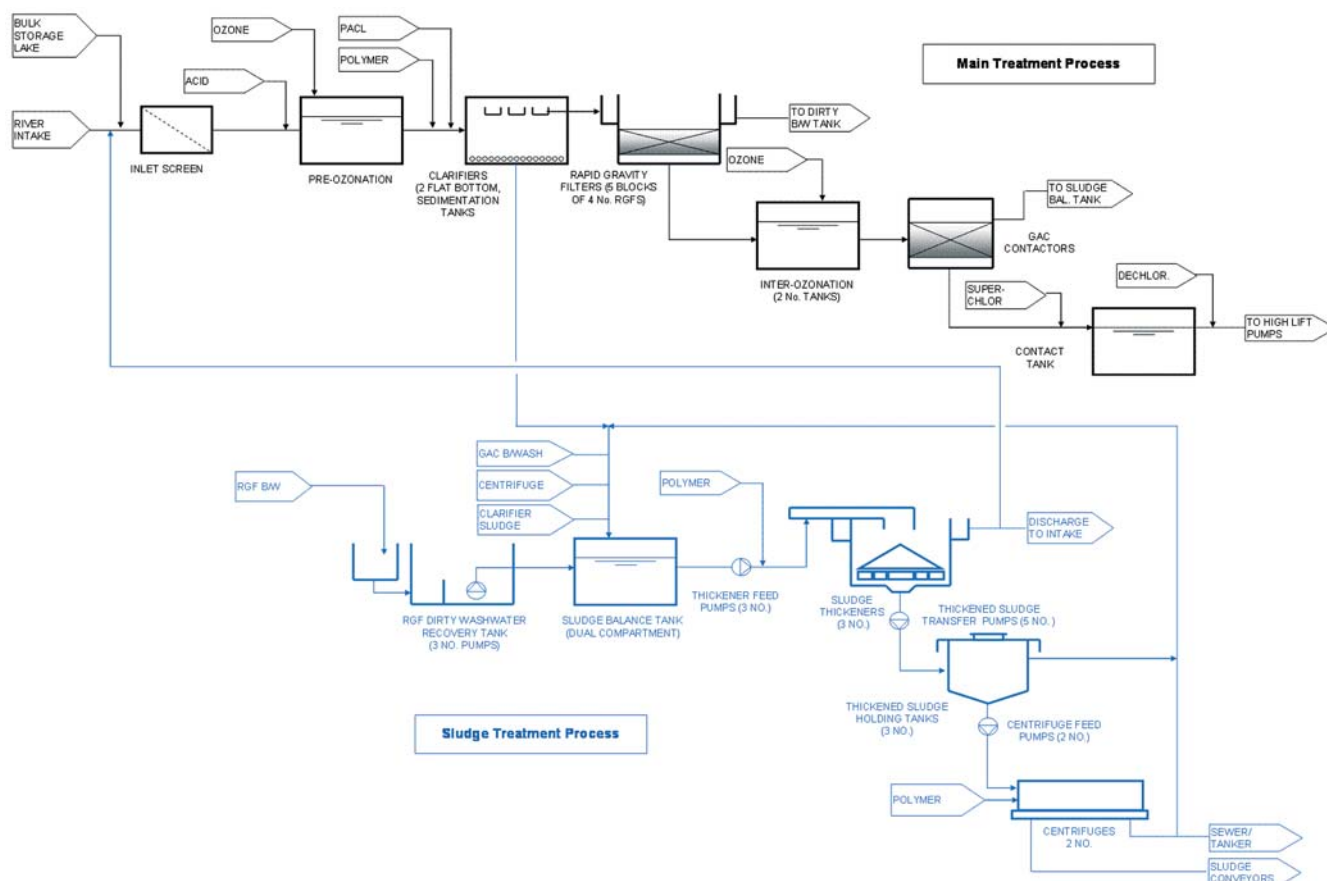 BULK
STORAGE
LAKE
OZONE
PACL
POLYMER
Main Treatment Process
ACID
RIVER
INTAKE
TO DIRTY
B/W TANK
INLET SCREEN
PRE-OZONATION
CLARIFIERS
(2 FLAT BOTTOM,
SEDIMENTATION
TANKS
RAPID GRAVITY
FILTERS (5 BLOCKS
OF 4 No. RGFS)
OZONE
TO SLUDGE
BAL. TANK
GAC
CONTACTORS
INTER-OZONATION
(2 No. TANKS)
SUPER-
CHLOR
DECHLOR.
TO HIGH LIFT
PUMPS
CONTACT
TANK
GAC B/WASH
RGF B/W
CENTRIFUGE
POLYMER
CLARIFIER
SLUDGE
DISCHARGE
TO INTAKE
RGF DIRTY WASHWATER
RECOVERY TANK
(3 NO. PUMPS)
SLUDGE BALANCE TANK
(DUAL COMPARTMENT)
THICKENER FEED
PUMPS (3 NO.)
SLUDGE
THICKENERS
(3 NO.)
THICKENED SLUDGE
TRANSFER PUMPS (5 NO. )
Sludge Treatment Process
THICKENED SLUDGE
HOLDING TANKS
(3 NO.)
CENTRIFUGE FEED
PUMPS (2 NO.)
POLYMER
CENTRIFUGES
2 NO.
SEWER/
TANKER
SLUDGE
CONVEYORS